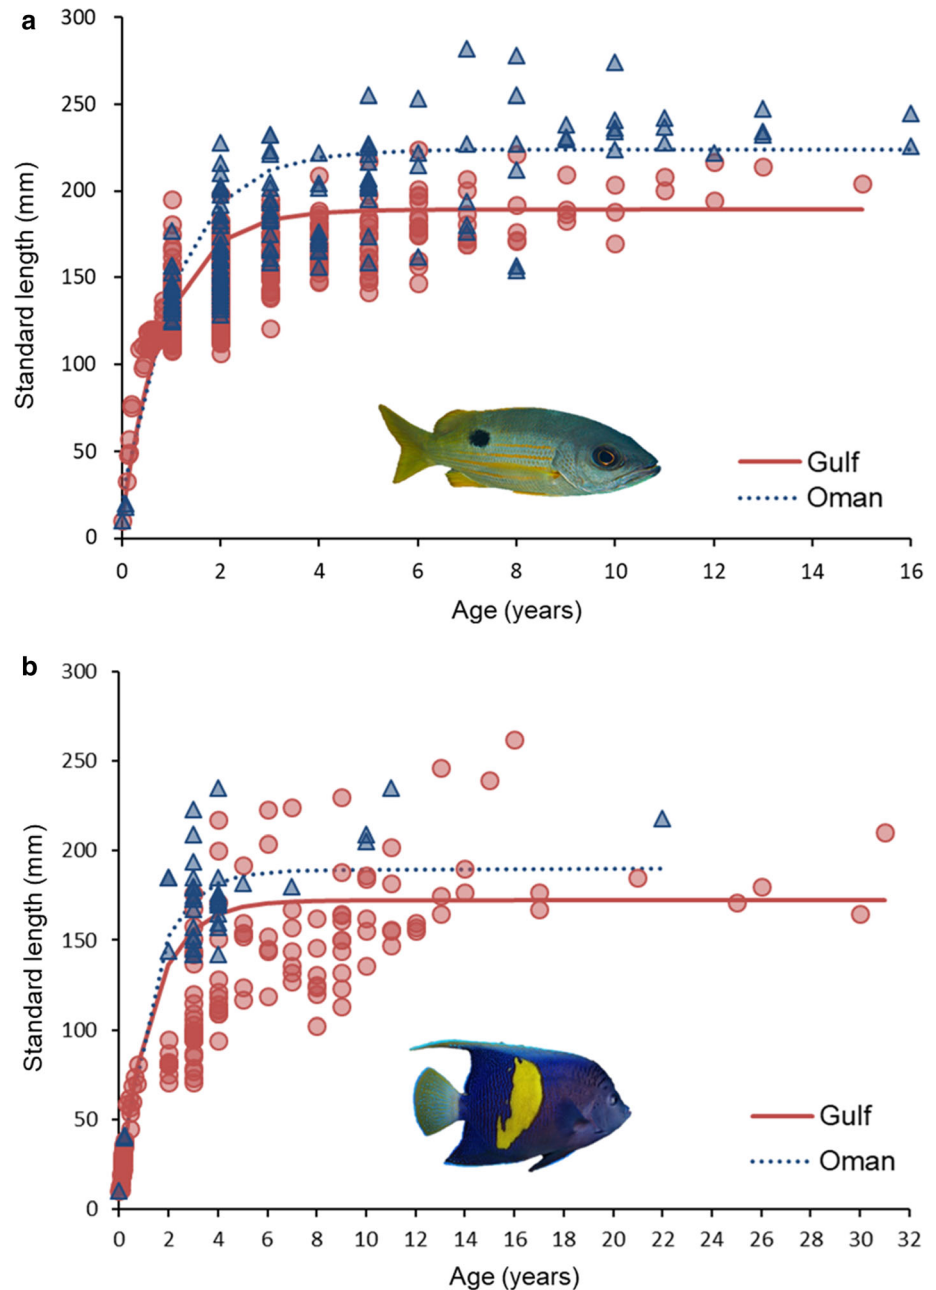 a
300
250
200
150
100
50
0
Standard length (mm)
Gulf
Oman
0 2 4 6 8 10 12 14 16
Age (years)
b
300
250
200
150
100
50
0
Standard length (mm)
Gulf
Oman
0 2 4 6 8 10 12 14 16 18 20 22 24 26 28 30 32
Age (years)